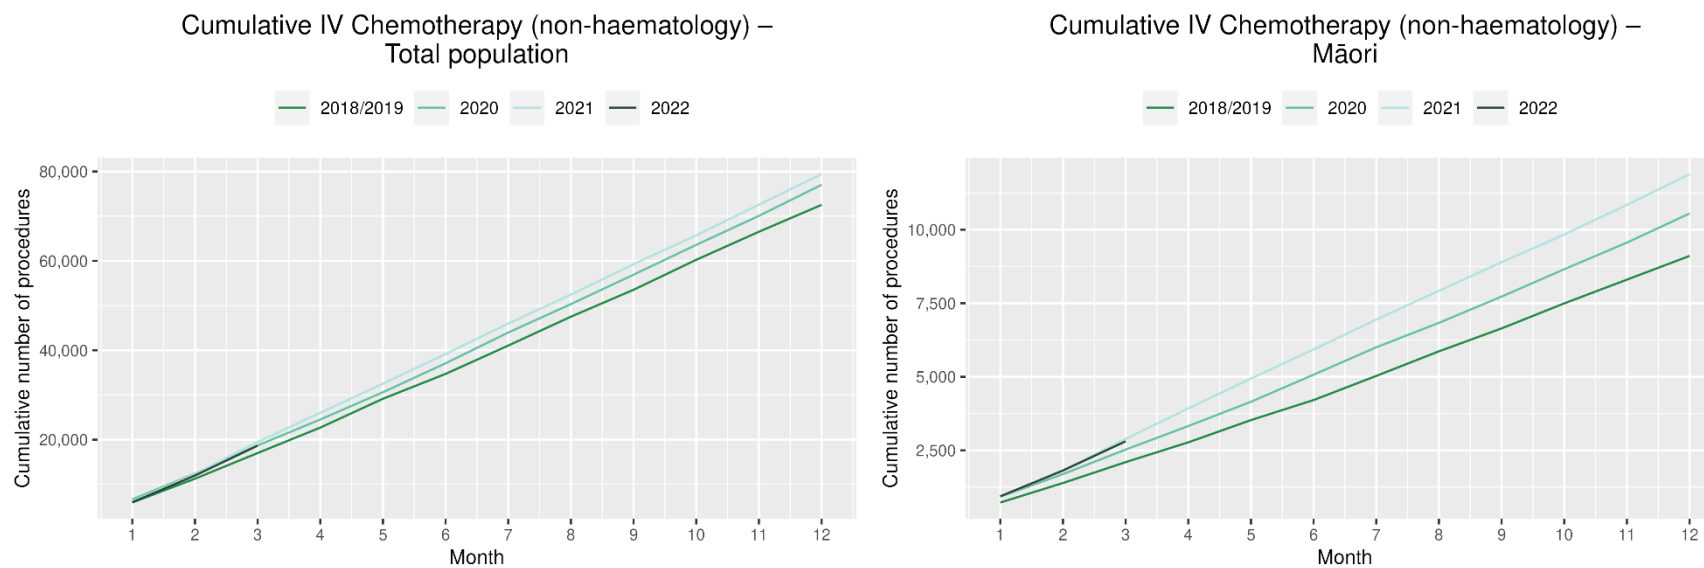 Cumulative IV Chemotherapy (non-haematology) –
Total population
2018/2019 2020 2021 2022
Cumulative number of procedures
80,000
60,000
40,000
20,000
1 2 3 4 5 6 7 8 9 10 11 12
Month
Cumulative IV Chemotherapy (non-haematology) –
Māori
2018/2019 2020 2021 2022
Cumulative number of procedures
10,000
7,500
5,000
2,500
1 2 3 4 5 6 7 8 9 10 11 12
Month